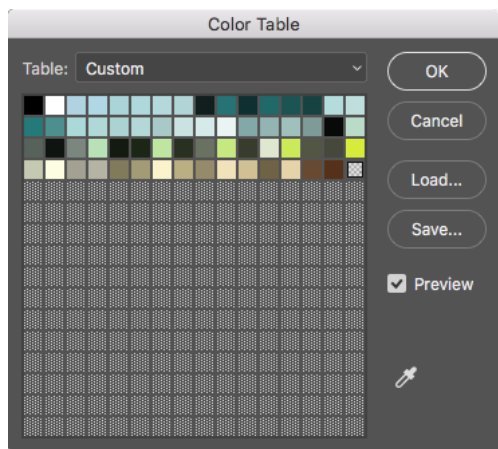 Color Table
Table: Custom
OK
Cancel
Load...
Save...
Preview